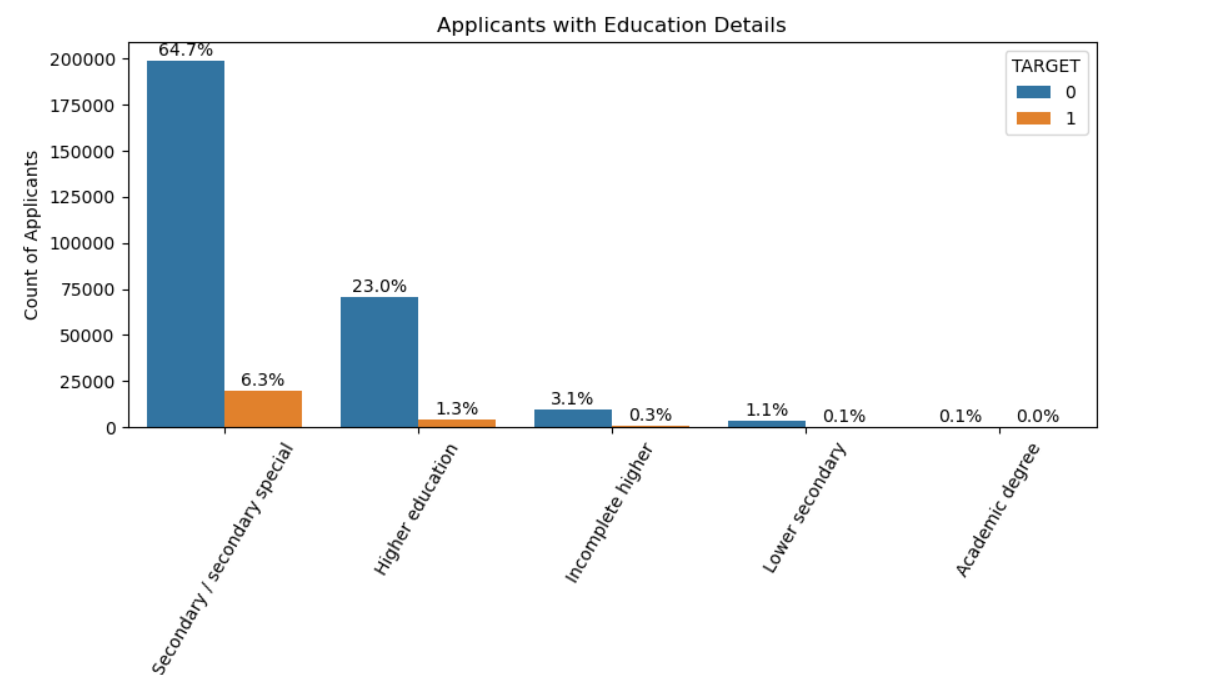 Applicants with Education Details
Count of Applicants
200000
175000
150000
125000
100000
75000
50000
25000
0
64.7%
6.3%
23.0%
1.3%
3.1%
0.3%
1.1%
0.1%
0.1%
0.0%
TARGET
0
1
Secondary / secondary special
Higher education
Incomplete higher
Lower secondary
Academic degree